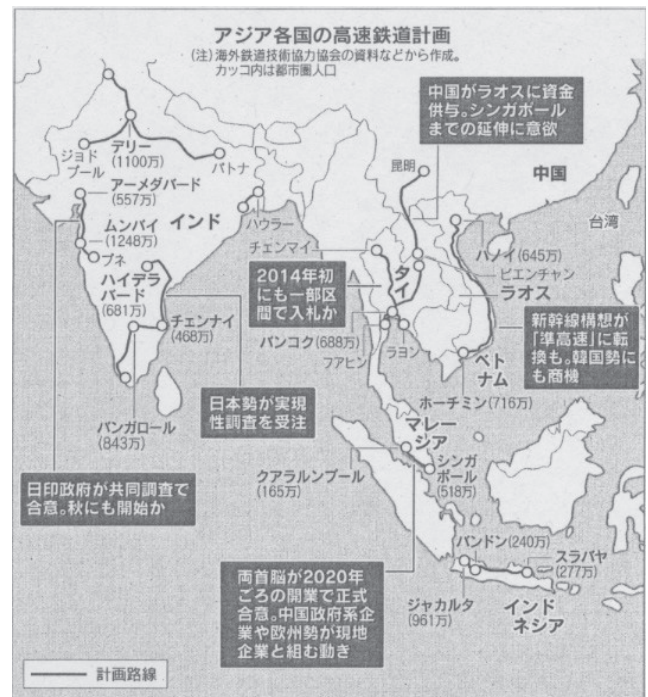 アジア各国の高速鉄道計画
(注)海外鉄道技術協力協会の資料などから作成。
カッコ内は都市圏人口
中国がラオスに資金
供与。シンガポール
までの延伸に意欲
デリー
(1100万)
ジョド
プール
パトナ
アーメダバード
(557万)
ムンバイ
(1248万)
プネ
インド
ハウラー
ハイデラ
バード
(681万)
チェンナイ
(468万)
バンガロール
(843万)
日本勢が実現
性調査を受注
日印政府が共同調査で
合意。秋にも開始か
昆明
中国
台湾
チェンマイ
タイ
2014年初
にも一部区
間で入札か
バンコク(688万)
フアヒン
ラヨン
ハノイ(645万)
ビエンチャン
ラオス
新幹線構想が
「準高速」に転
換も。韓国勢に
も商機
ベト
ナム
ホーチミン(716万)
マレー
シア
シンガ
ポール
(518万)
クアラルンプール
(165万)
両首脳が2020年
ごろの開業で正式
合意。中国政府系企
業や欧州勢が現地
企業と組む動き
バンドン(240万)
スラバヤ
(277万)
ジャカルタ
(961万)
インド
ネシア
計画路線